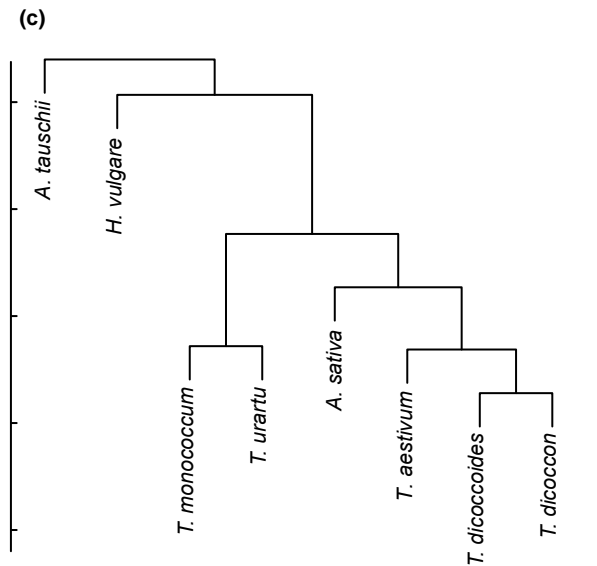 (c)
A. tauschii
H. vulgare
T. monococcum
T. urartu
A. sativa
T. aestivum
T. dicoccoides
T. dicoccon